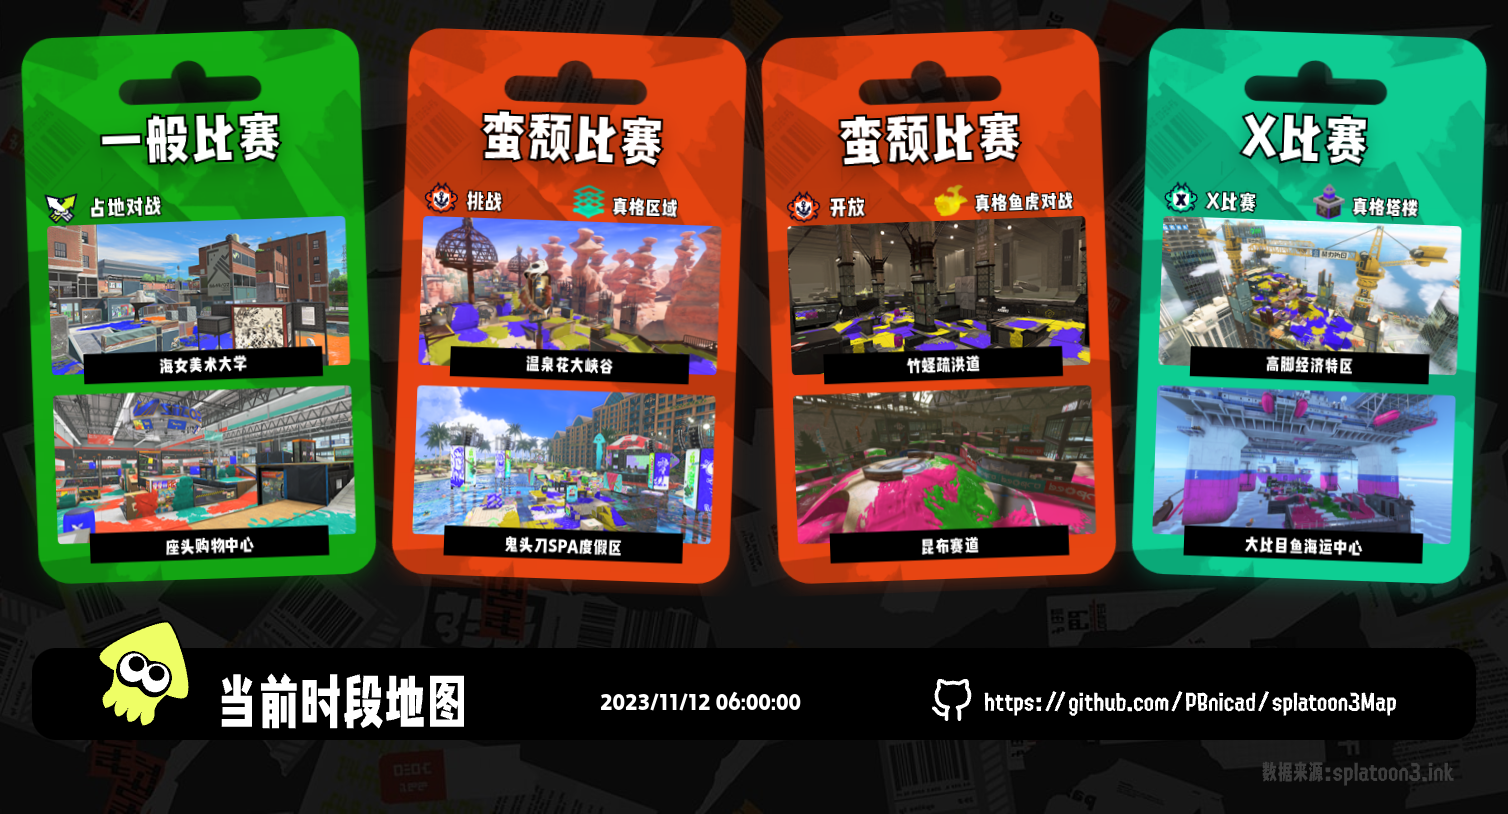 一般比赛
占地对战
海女美术大学
座头购物中心
蛮颓比赛
挑战
真格区域
温泉花大峡谷
鬼头刀SPA度假区
蛮颓比赛
开放
真格鱼虎对战
竹蛏疏洪道
昆布赛道
X比赛
X比赛
真格塔楼
高脚经济特区
大比目鱼海运中心
当前时段地图
2023/11/12 06:00:00
https://github.com/PBnicad/splatoon3Map
数据来源:splatoon3.ink